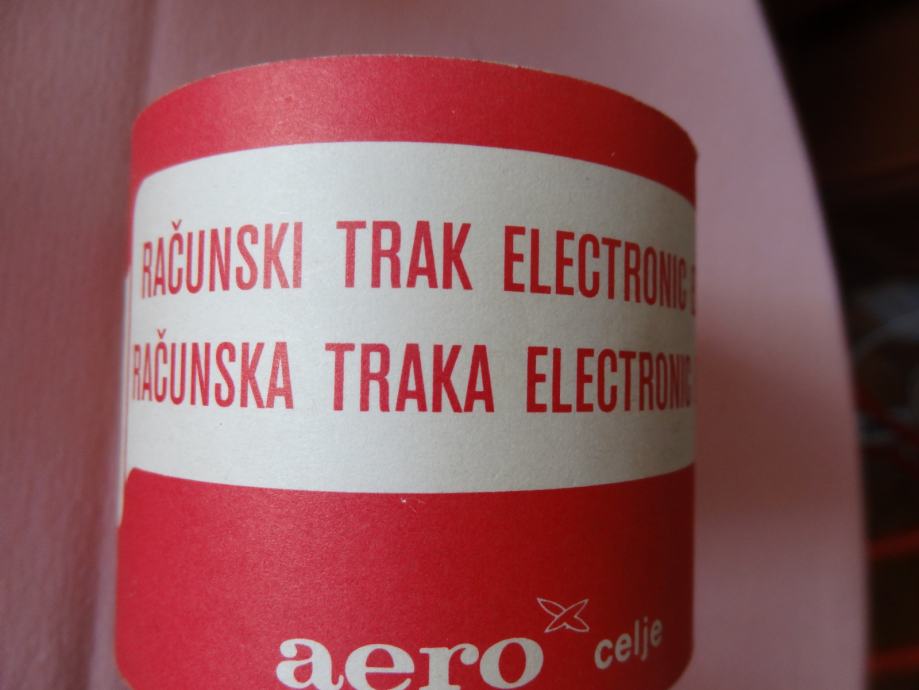 RAČUNSKI TRAK ELECTRONIC
RAČUNSKA TRAKA ELECTRONIC
aero celje